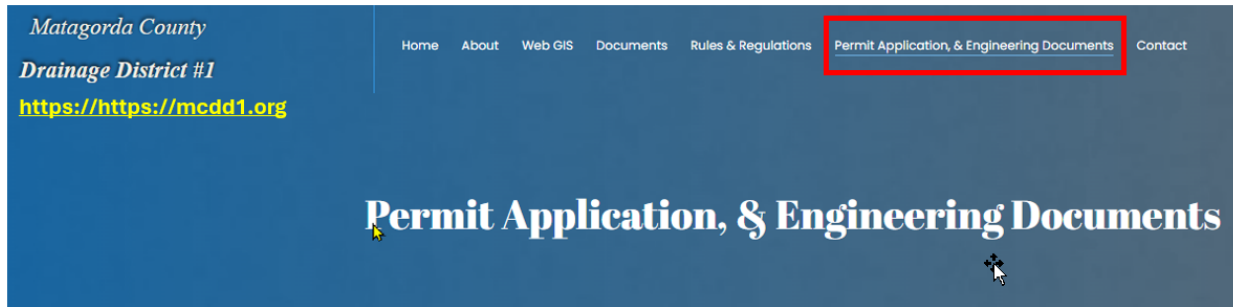 Matagorda County
Drainage District #1
https://https://mcdd1.org
Home About Web GIS Documents Rules & Regulations Permit Application, & Engineering Documents Contact
Permit Application, & Engineering Documents